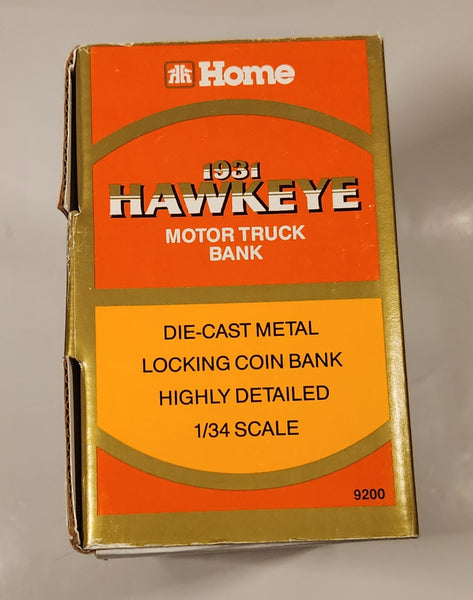 Home
1931
HAWKEYE
MOTOR TRUCK
BANK
DIE-CAST METAL
LOCKING COIN BANK
HIGHLY DETAILED
1/34 SCALE
9200